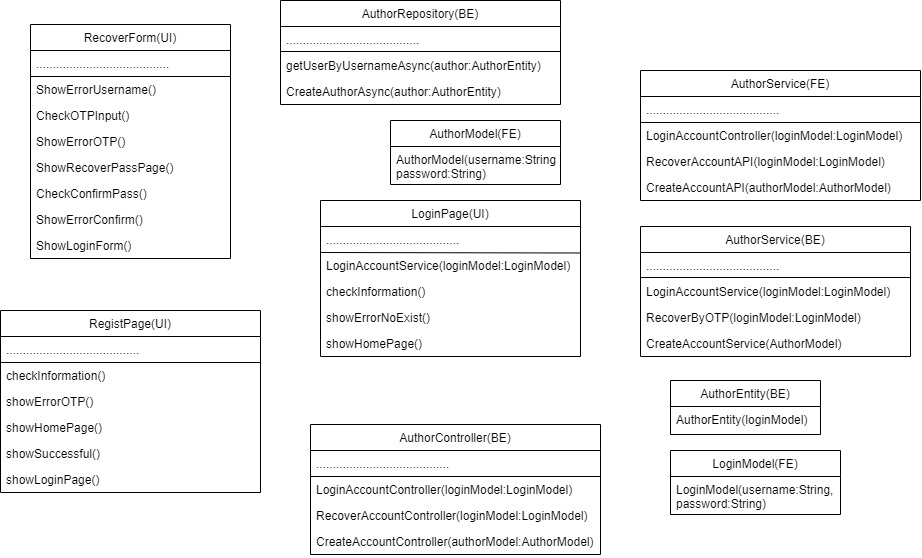 RecoverForm(UI)
........................................
ShowErrorUsername()
CheckOTPInput()
ShowErrorOTP()
ShowRecoverPassPage()
CheckConfirmPass()
ShowErrorConfirm()
ShowLoginForm()
AuthorRepository(BE)
........................................
getUserByUsernameAsync(author:AuthorEntity)
CreateAuthorAsync(author:AuthorEntity)
AuthorModel(FE)
AuthorModel(username:String
password:String)
AuthorService(FE)
........................................
LoginAccountController(loginModel:LoginModel)
RecoverAccountAPI(loginModel:LoginModel)
CreateAccountAPI(authorModel:AuthorModel)
LoginPage(UI)
........................................
LoginAccountService(loginModel:LoginModel)
checkInformation()
showErrorNoExist()
showHomePage()
AuthorService(BE)
........................................
LoginAccountService(loginModel:LoginModel)
RecoverByOTP(loginModel:LoginModel)
CreateAccountService(AuthorModel)
RegistPage(UI)
........................................
checkInformation()
showErrorOTP()
showHomePage()
showSuccessful()
showLoginPage()
AuthorEntity(BE)
AuthorEntity(loginModel)
AuthorController(BE)
........................................
LoginAccountController(loginModel:LoginModel)
RecoverAccountController(loginModel:LoginModel)
CreateAccountController(authorModel:AuthorModel)
LoginModel(FE)
LoginModel(username:String,
password:String)